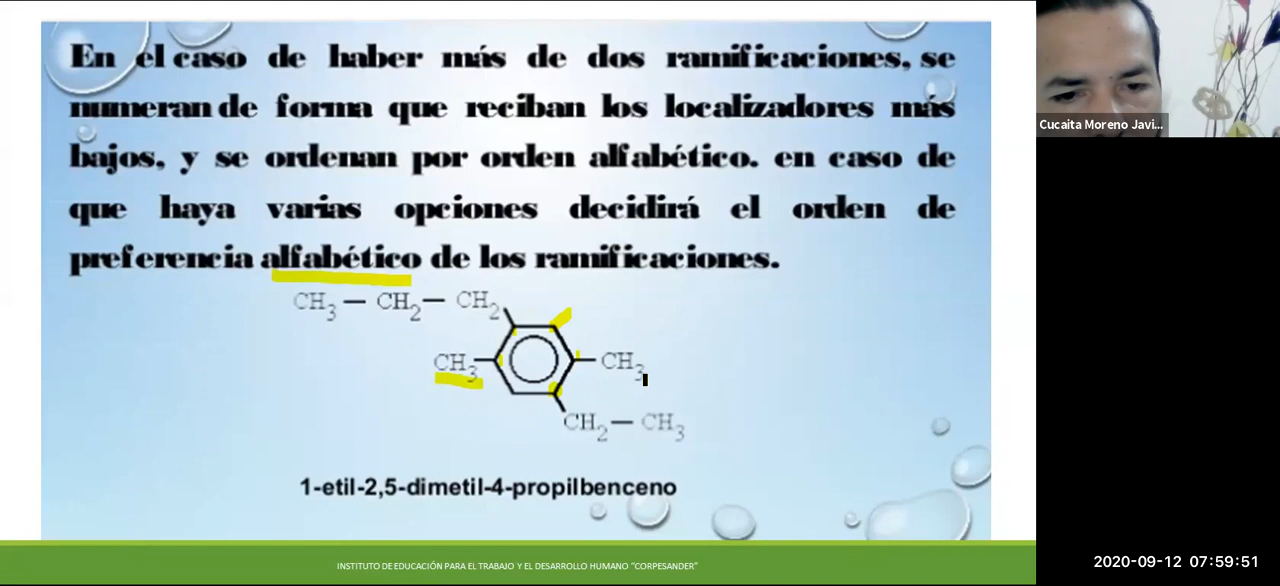 En el caso de haber más de dos ramificaciones, se
numeran de forma que reciban los localizadores más
bajos, y se ordenan por orden alfabético. en caso de
que haya varias opciones decidirá el orden de
preferencia alfabético de los ramificaciones.
CH3 — CH2 — CH2
CH3
CH3
CH2 — CH3
1-etil-2,5-dimetil-4-propilbenceno
INSTITUTO DE EDUCACIÓN PARA EL TRABAJO Y EL DESARROLLO HUMANO “CORPESANDER”
Cucaita Moreno Javi...
2020-09-12 07:59:51